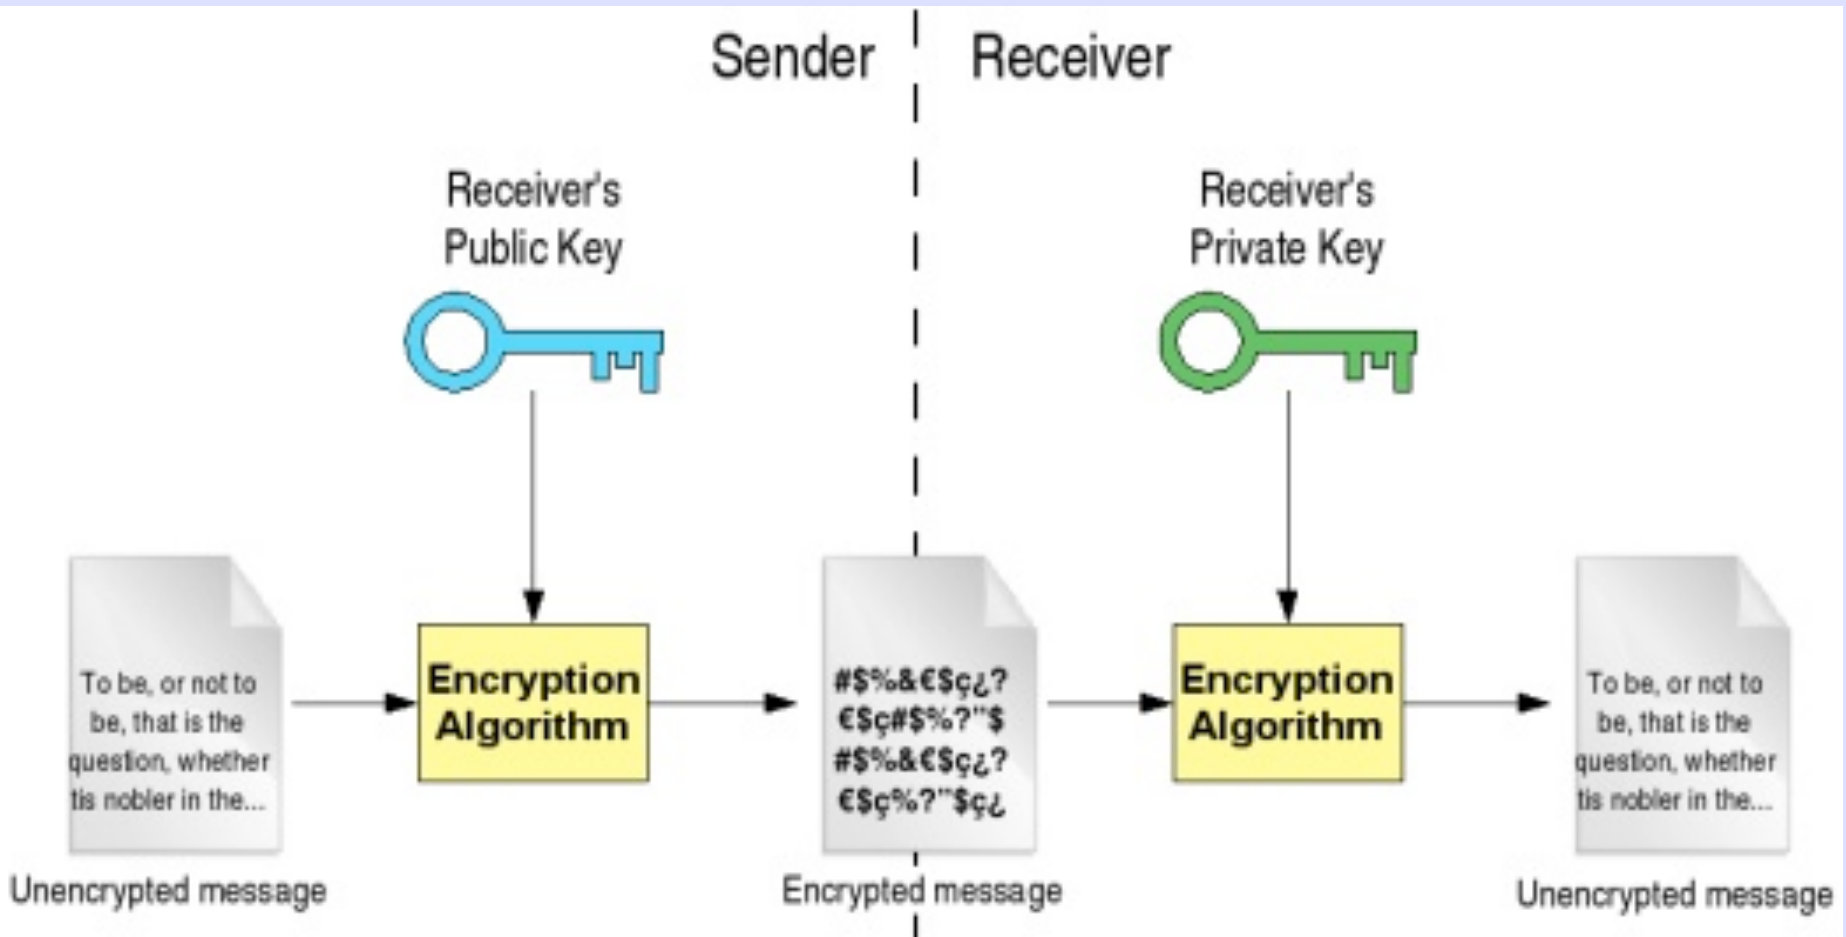 Sender
Receiver
Receiver's
Public Key
Receiver's
Private Key
To be, or not to
be, that is the
question, whether
tis nobler in the...
Unencrypted message
Encryption
Algorithm
#$%&€$ç¿?
€$ç#$%?"$
#$%&€$ç¿?
€$ç%?"$ç¿
Encrypted message
Encryption
Algorithm
To be, or not to
be, that is the
question, whether
tis nobler in the...
Unencrypted message